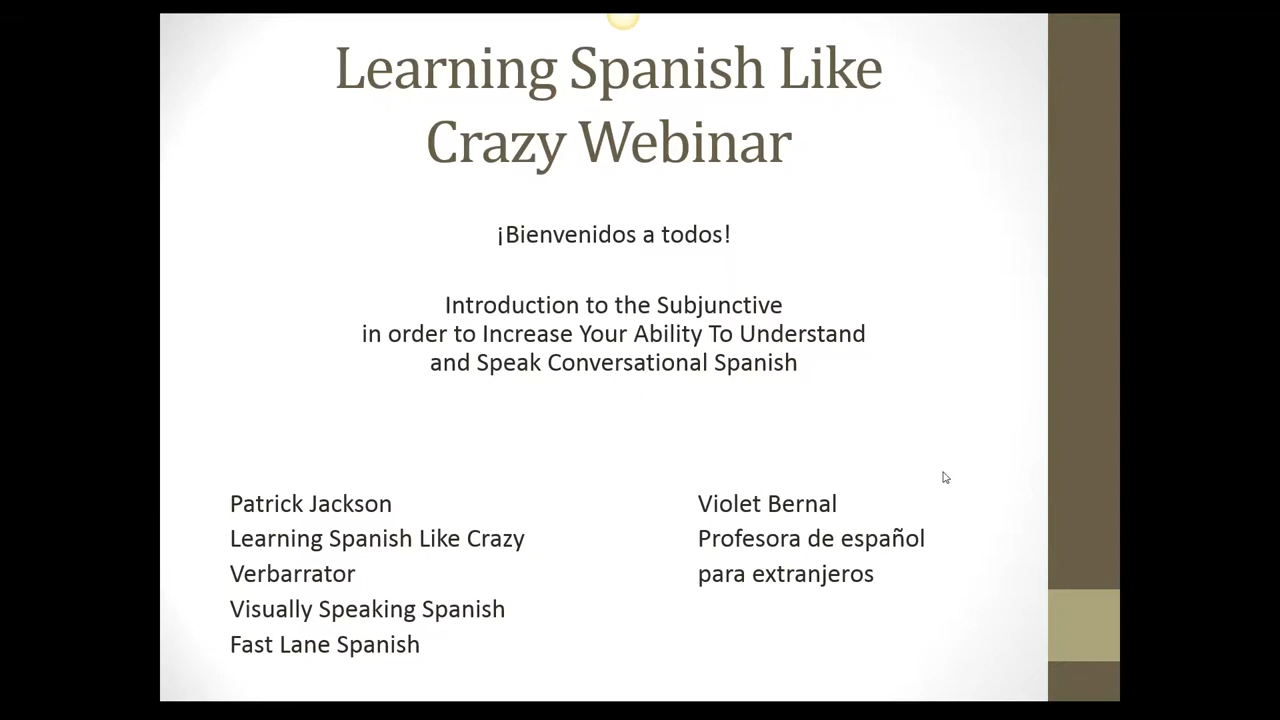 Learning Spanish Like
Crazy Webinar
¡Bienvenidos a todos!
Introduction to the Subjunctive
in order to Increase Your Ability To Understand
and Speak Conversational Spanish
Patrick Jackson
Learning Spanish Like Crazy
Verbarrator
Visually Speaking Spanish
Fast Lane Spanish
Violet Bernal
Profesora de español
para extranjeros